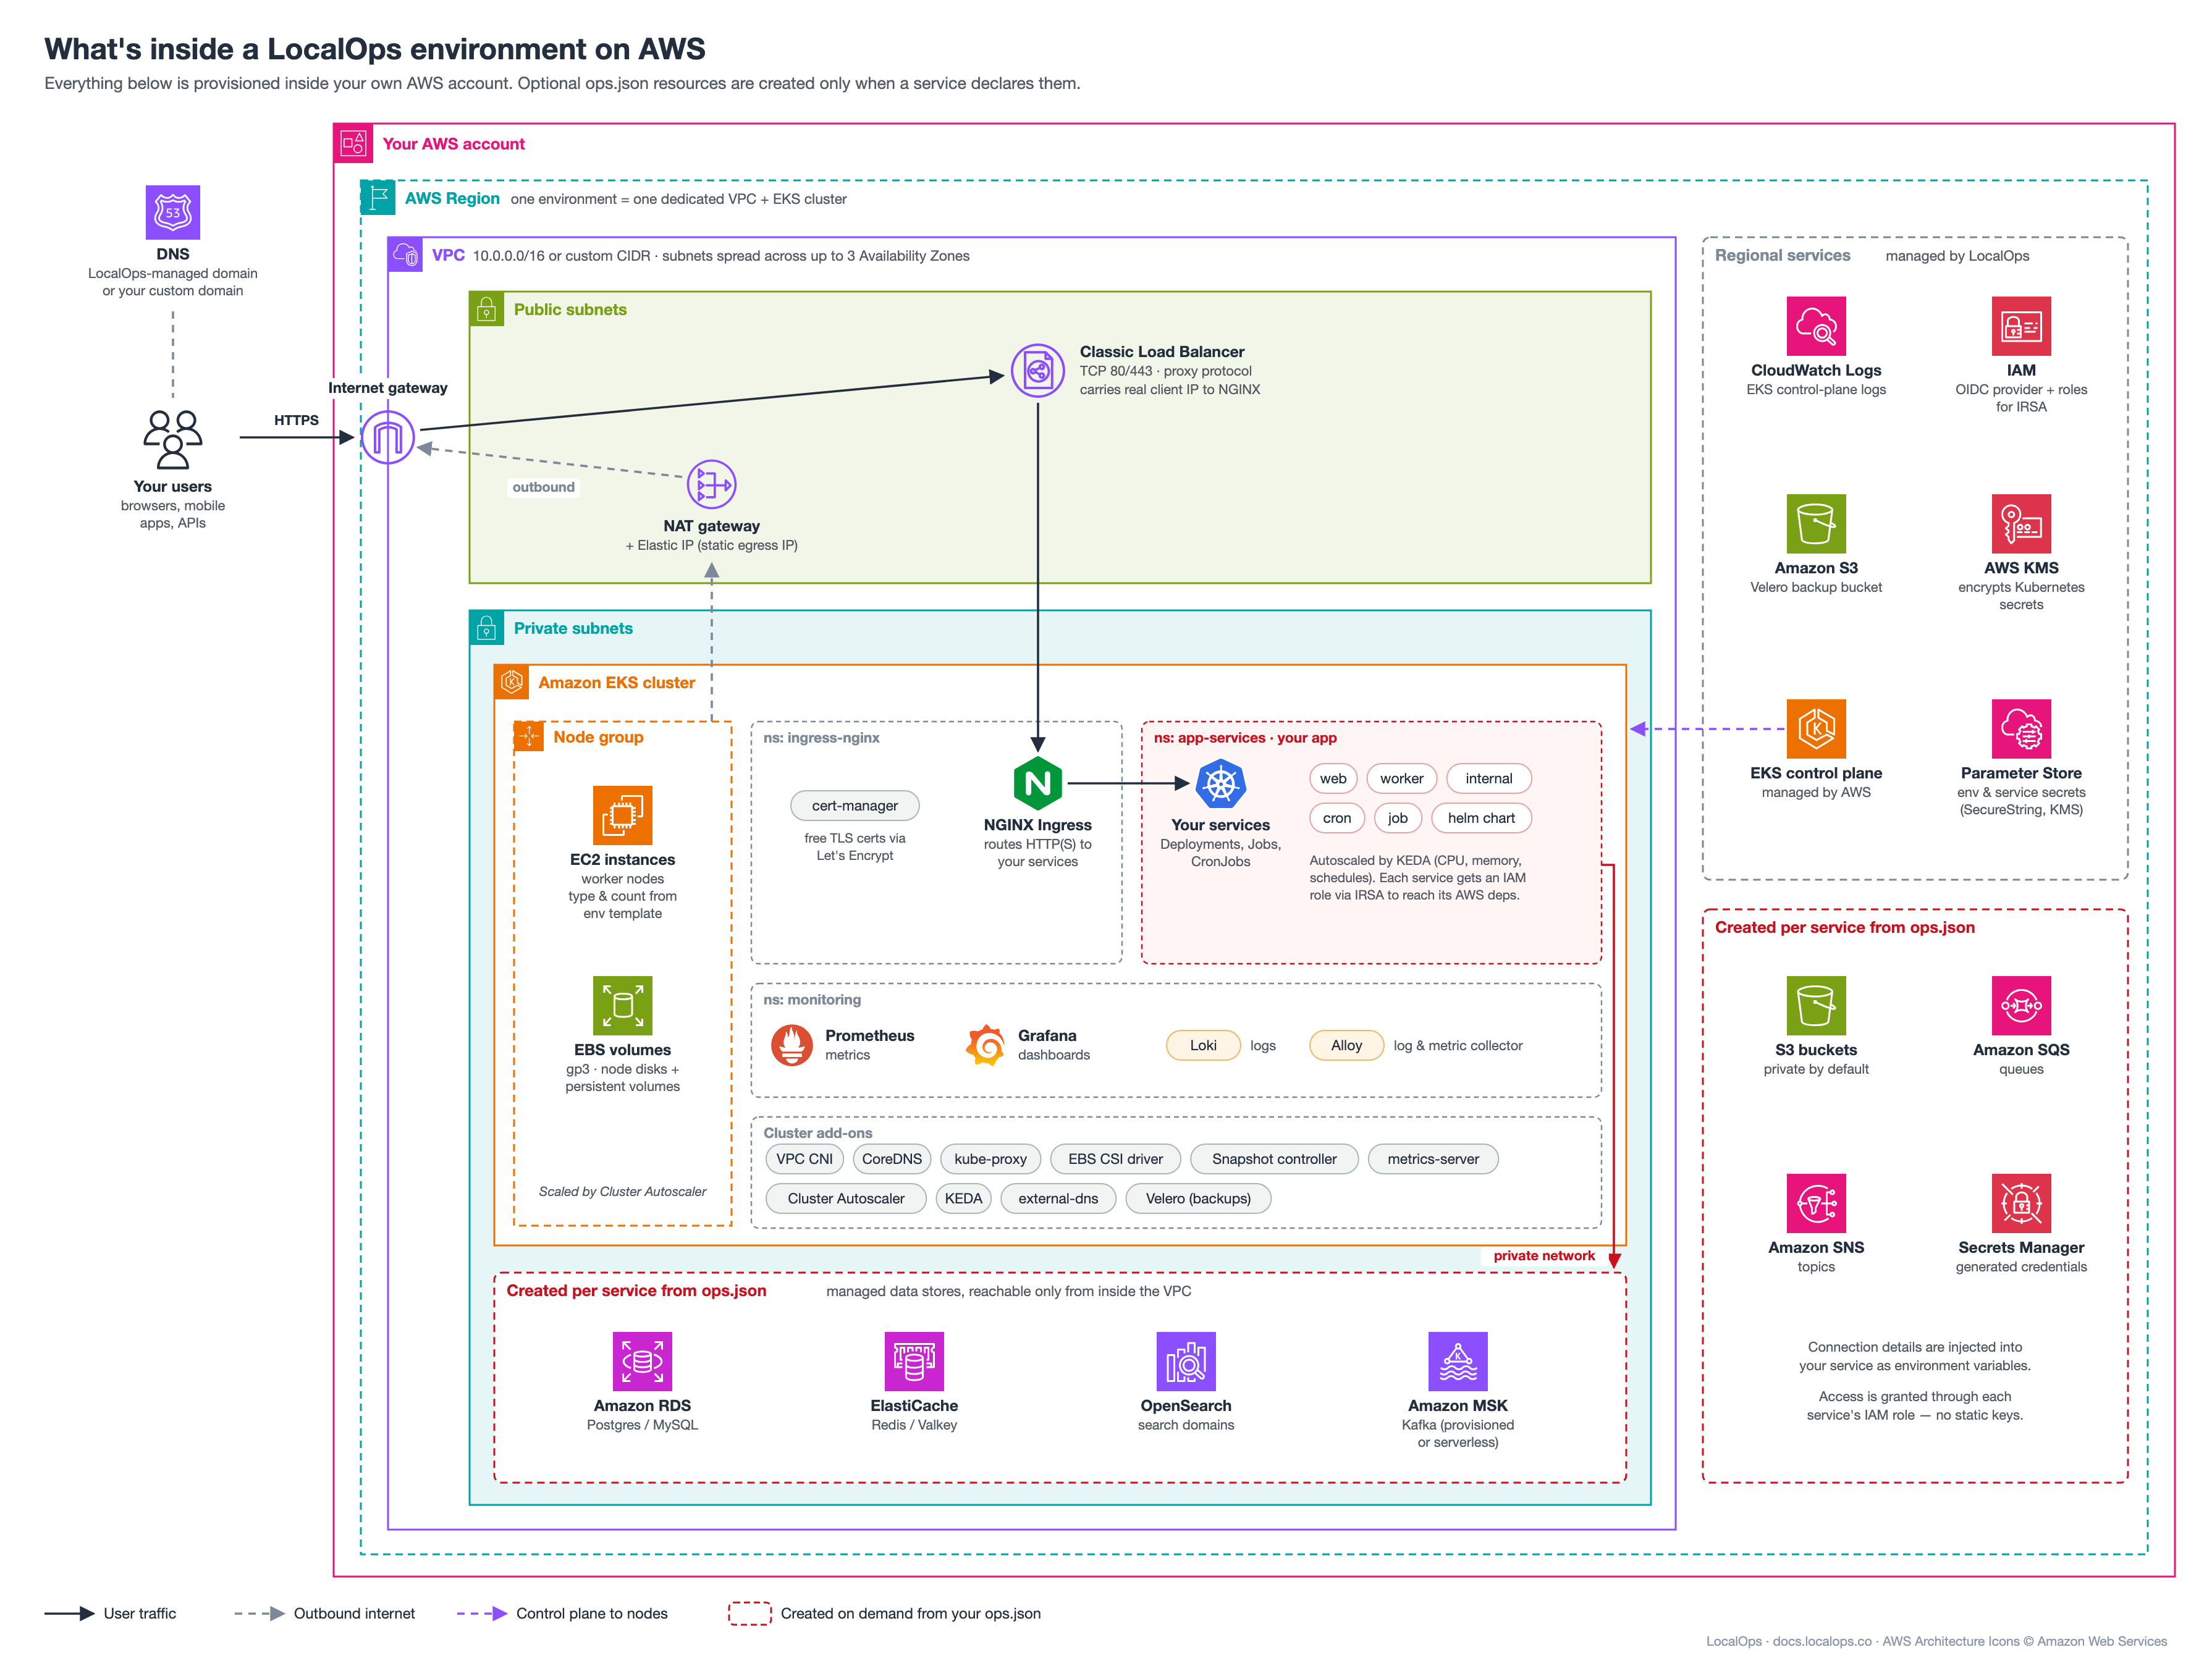 What's inside a LocalOps environment on AWS
Everything below is provisioned inside your own AWS account. Optional ops.json resources are created only when a service declares them.
Your AWS account
AWS Region one environment = one dedicated VPC + EKS cluster
VPC 10.0.0.0/16 or custom CIDR · subnets spread across up to 3 Availability Zones
53
DNS
LocalOps-managed domain
or your custom domain
Your users
browsers, mobile
apps, APIs
HTTPS
Internet gateway
Public subnets
Classic Load Balancer
TCP 80/443 · proxy protocol
carries real client IP to NGINX
outbound
NAT gateway
+ Elastic IP (static egress IP)
Private subnets
Amazon EKS cluster
Node group
EC2 instances
worker nodes
type & count from
env template
EBS volumes
gp3 · node disks +
persistent volumes
Scaled by Cluster Autoscaler
ns: ingress-nginx
cert-manager
free TLS certs via
Let's Encrypt
N
NGINX Ingress
routes HTTP(S) to
your services
ns: app-services · your app
Your services
Deployments, Jobs,
CronJobs
web worker internal
cron job helm chart
Autoscaled by KEDA (CPU, memory,
schedules). Each service gets an IAM
role via IRSA to reach its AWS deps.
ns: monitoring
Prometheus
metrics
Grafana
dashboards
Loki logs
Alloy log & metric collector
Cluster add-ons
VPC CNI CoreDNS kube-proxy EBS CSI driver Snapshot controller metrics-server
Cluster Autoscaler KEDA external-dns Velero (backups)
private network
Created per service from ops.json managed data stores, reachable only from inside the VPC
Amazon RDS
Postgres / MySQL
ElastiCache
Redis / Valkey
OpenSearch
search domains
K
Amazon MSK
Kafka (provisioned
or serverless)
Regional services managed by LocalOps
CloudWatch Logs
EKS control-plane logs
IAM
OIDC provider + roles
for IRSA
Amazon S3
Velero backup bucket
AWS KMS
encrypts Kubernetes
secrets
K
EKS control plane
managed by AWS
Parameter Store
env & service secrets
(SecureString, KMS)
Created per service from ops.json
S3 buckets
private by default
Amazon SQS
queues
Amazon SNS
topics
Secrets Manager
generated credentials
Connection details are injected into
your service as environment variables.
Access is granted through each
service's IAM role — no static keys.
User traffic
Outbound internet
Control plane to nodes
Created on demand from your ops.json
LocalOps · docs.localops.co · AWS Architecture Icons © Amazon Web Services